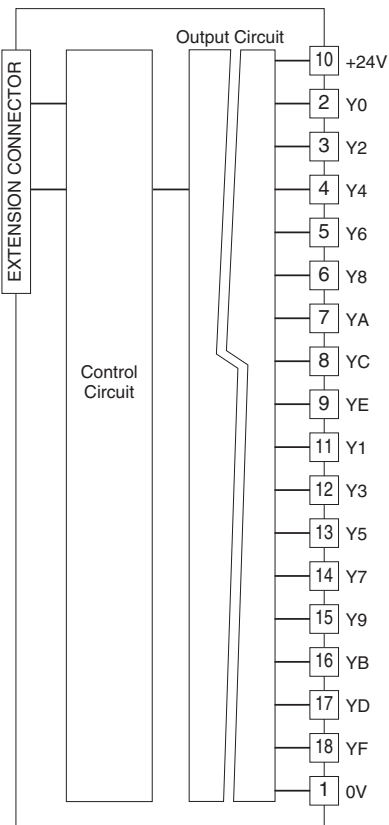 Output Circuit
EXTENSION CONNECTOR
Control
Circuit
10 +24V
2 Y0
3 Y2
4 Y4
5 Y6
6 Y8
7 YA
8 YC
9 YE
11 Y1
12 Y3
13 Y5
14 Y7
15 Y9
16 YB
17 YD
18 YF
1 0V